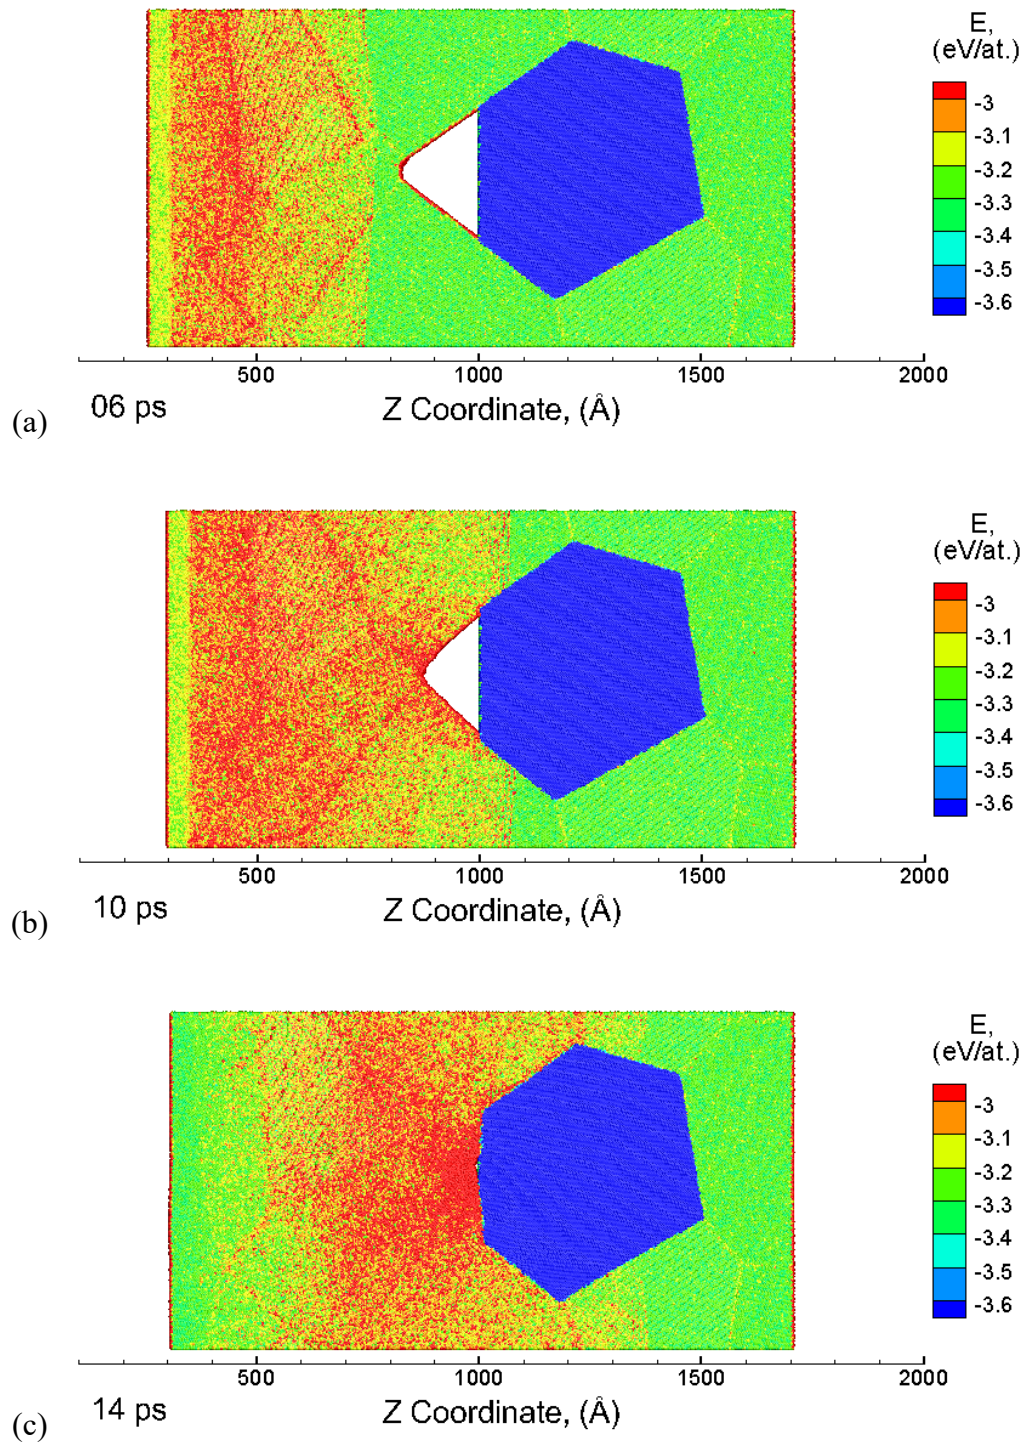 E,
(eV/at.)
-3
-3.1
-3.2
-3.3
-3.4
-3.5
-3.6
500 1000 1500 2000
(a) 06 ps Z Coordinate, (Å)
E,
(eV/at.)
-3
-3.1
-3.2
-3.3
-3.4
-3.5
-3.6
500 1000 1500 2000
(b) 10 ps Z Coordinate, (Å)
E,
(eV/at.)
-3
-3.1
-3.2
-3.3
-3.4
-3.5
-3.6
500 1000 1500 2000
(c) 14 ps Z Coordinate, (Å)